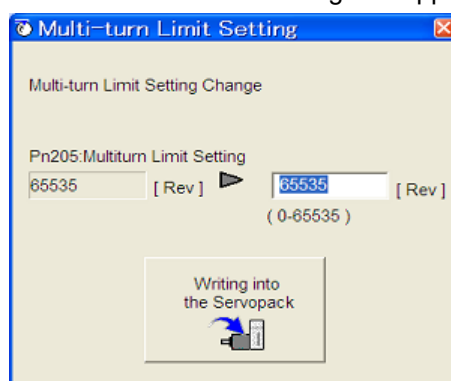 Multi-turn Limit Setting
Multi-turn Limit Setting Change
Pn205:Multiturn Limit Setting
65535 [ Rev ] 65535 [ Rev ]
( 0-65535 )
Writing into
the Servopack